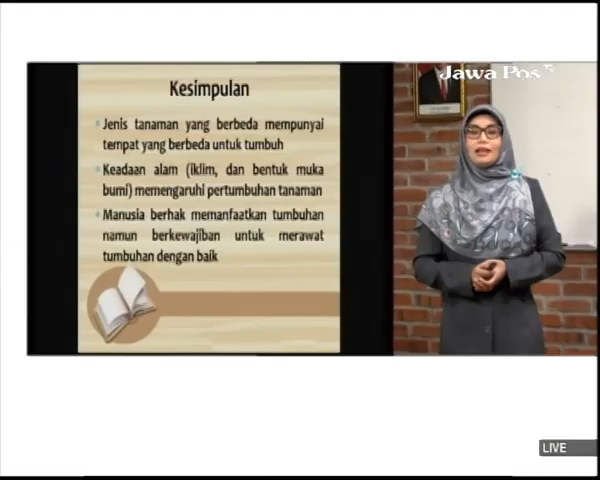 Kesimpulan
Jenis tanaman yang berbeda mempunyai
tempat yang berbeda untuk tumbuh
Keadaan alam (iklim, dan bentuk muka
bumi) memengaruhi pertumbuhan tanaman
Manusia berhak memanfaatkan tumbuhan
namun berkewajiban untuk merawat
tumbuhan dengan baik
Jawa Pos
LIVE